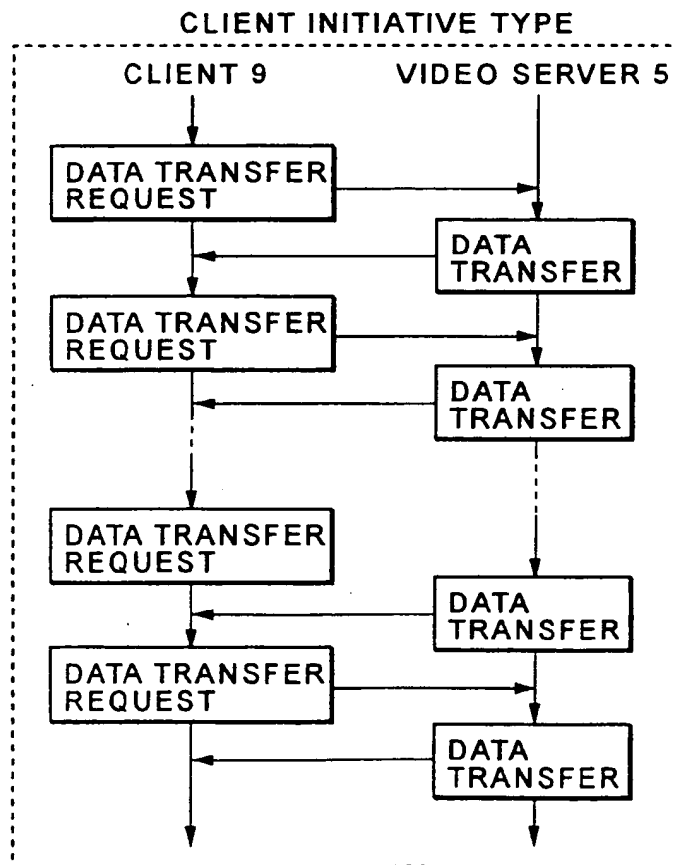 CLIENT INITIATIVE TYPE
CLIENT 9
VIDEO SERVER 5
DATA TRANSFER
REQUEST
DATA
TRANSFER
DATA TRANSFER
REQUEST
DATA
TRANSFER
DATA TRANSFER
REQUEST
DATA
TRANSFER
DATA TRANSFER
REQUEST
DATA
TRANSFER